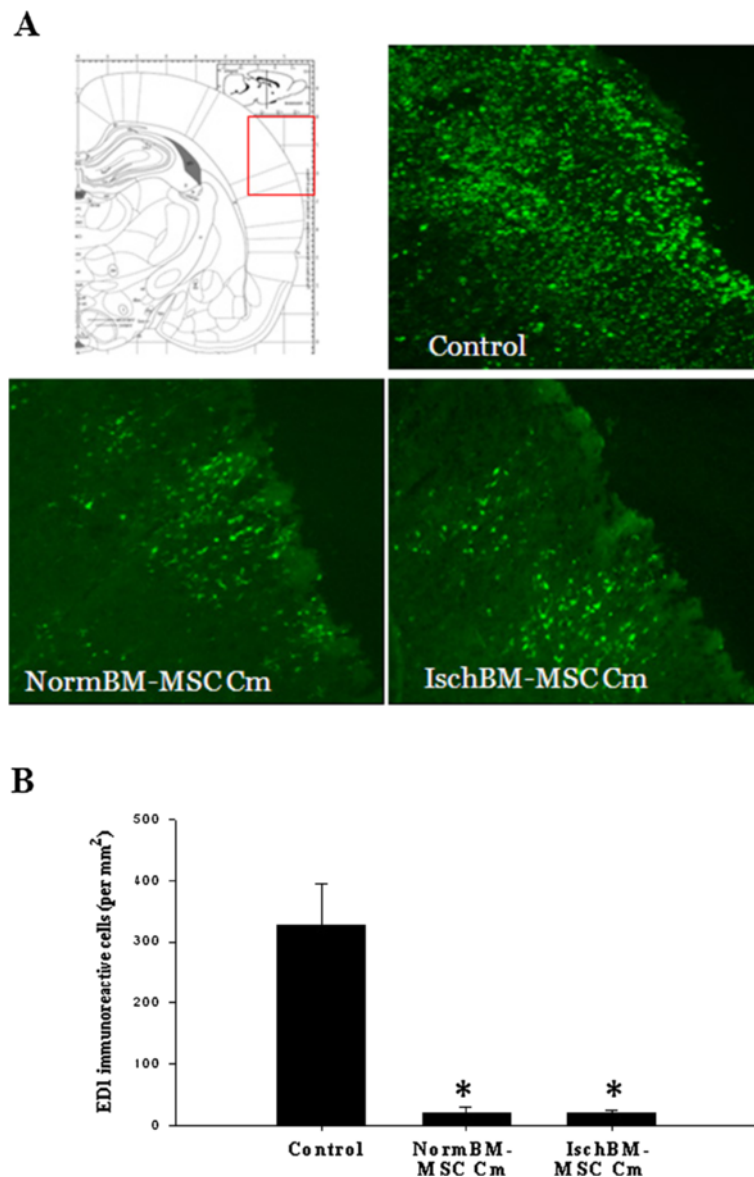 A
Control
NormBM-MSC Cm
IschBM-MSC Cm
B
ED1 immunoreactive cells (per mm²)
500
400
300
200
100
0
*
*
Control
NormBM-
MSC Cm
IschBM-
MSC Cm